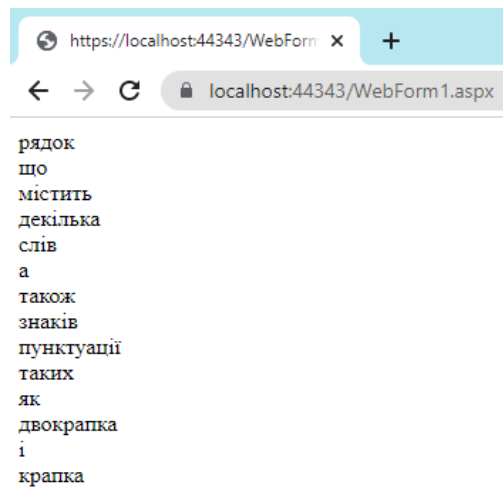 https://localhost:44343/WebForm
localhost:44343/WebForm1.aspx
рядок
що
містить
декілька
слів
а
також
знаків
пунктуації
таких
як
двокрапка
і
крапка